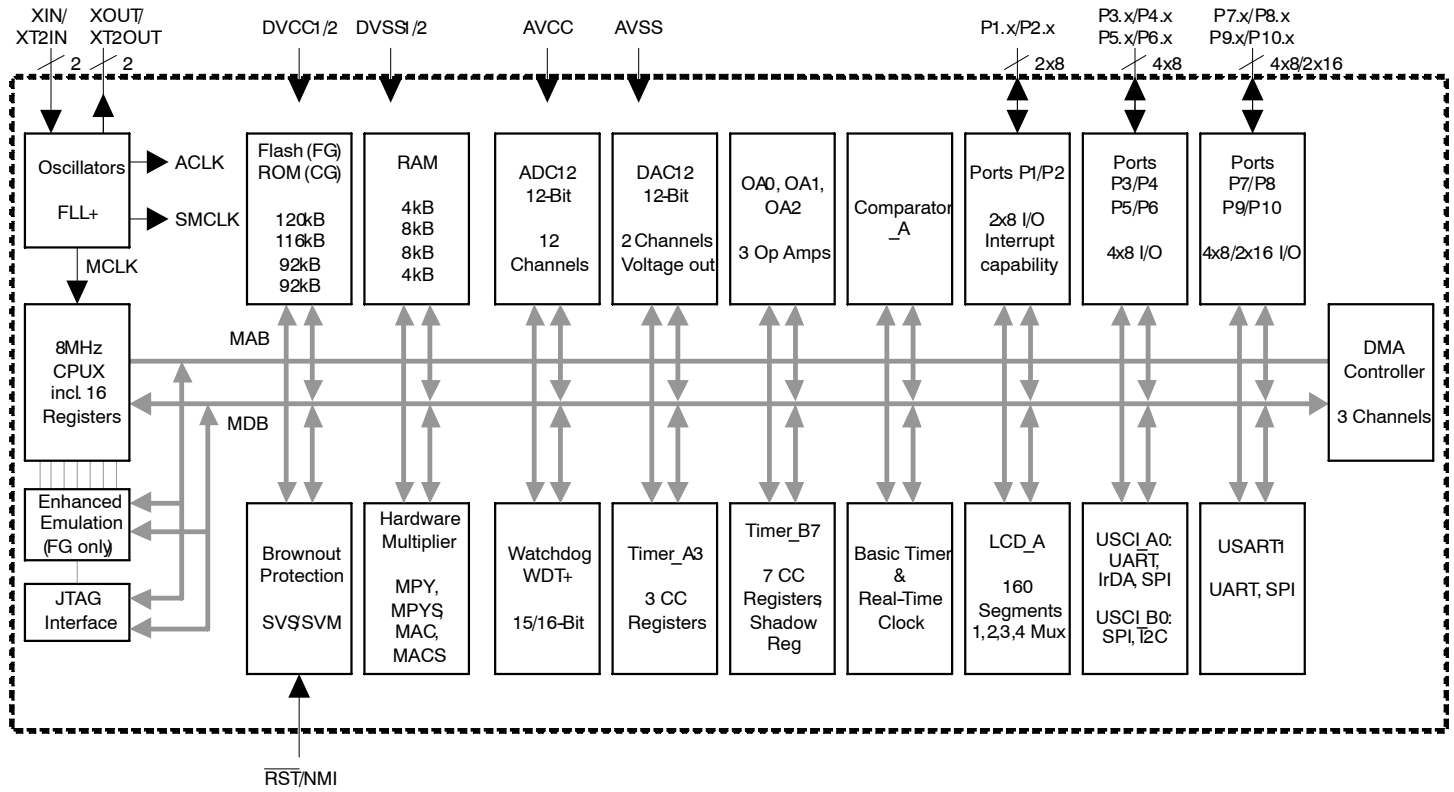 XIN/
XT2IN
2
XOUT/
XT2OUT
2
DVCC1/2
DVSS1/2
AVCC
AVSS
P1.x/P2.x
2x8
P3.x/P4.x
P5.x/P6.x
4x8
P7.x/P8.x
P9.x/P10.x
4x8/2x16
Oscillators
FLL+
ACLK
SMCLK
MCLK
Flash (FG)
ROM (CG)
120kB
116kB
92kB
92kB
RAM
4kB
8kB
8kB
4kB
ADC12
12-Bit
12
Channels
DAC12
12-Bit
2 Channels
Voltage out
OA0, OA1,
OA2
3 Op Amps
Comparator
_A
Ports P1/P2
2x8 I/O
Interrupt
capability
Ports
P3/P4
P5/P6
4x8 I/O
Ports
P7/P8
P9/P10
4x8/2x16 I/O
8MHz
CPUX
incl. 16
Registers
MAB
MDB
DMA
Controller
3 Channels
Enhanced
Emulation
(FG only)
JTAG
Interface
Brownout
Protection
SVS/SVM
Hardware
Multiplier
MPY,
MPYS,
MAC,
MACS
Watchdog
WDT+
15/16-Bit
Timer_A3
3 CC
Registers
Timer_B7
7 CC
Registers,
Shadow
Reg
Basic Timer
&
Real-Time
Clock
LCD_A
160
Segments
1,2,3,4 Mux
USCI_A0:
UART,
IrDA, SPI
USCI_B0:
SPI, I2C
USART1
UART, SPI
RST/NMI